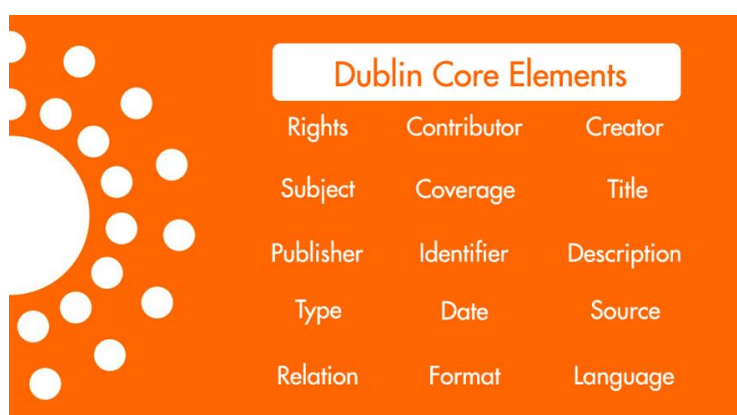 Dublin Core Elements
Rights Contributor Creator
Subject Coverage Title
Publisher Identifier Description
Type Date Source
Relation Format Language